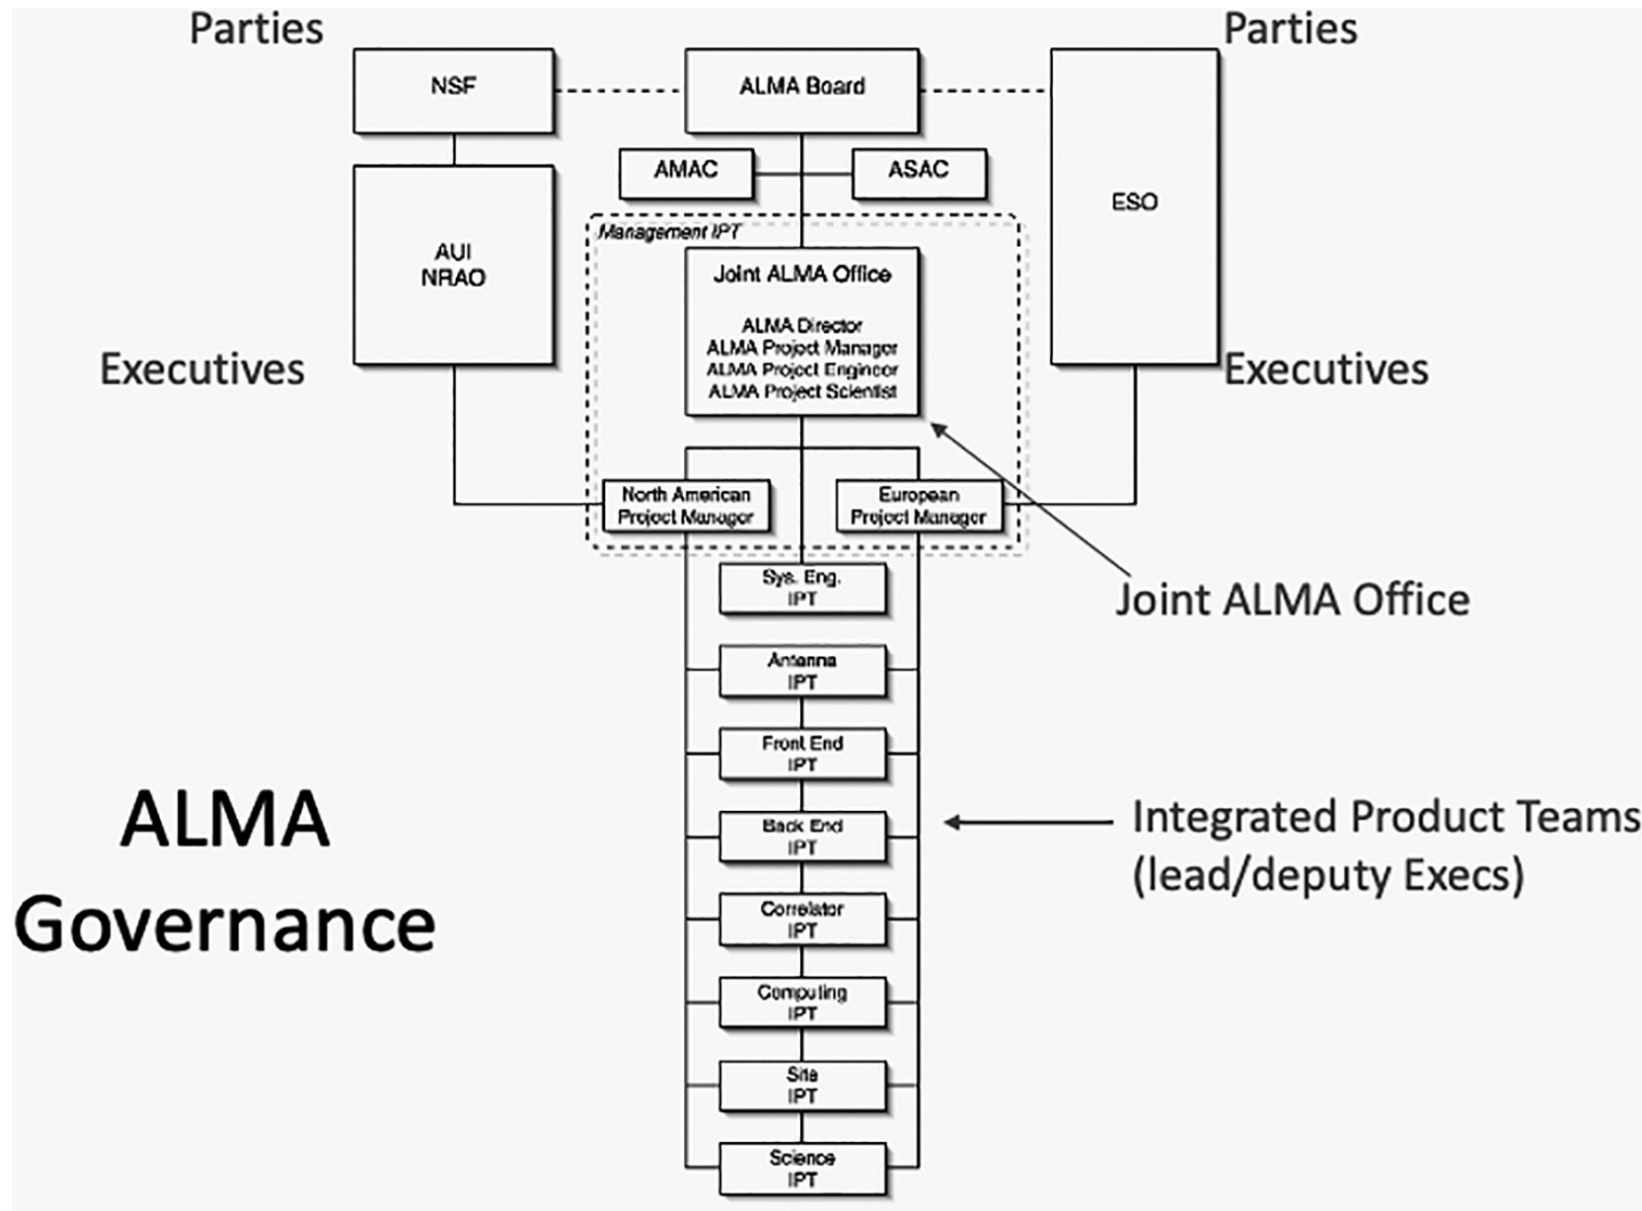 Parties
Parties
NSF
ALMA Board
AMAC
ASAC
ESO
Management IPT
AUI
NRAO
Joint ALMA Office
ALMA Director
ALMA Project Manager
ALMA Project Engineer
ALMA Project Scientist
Executives
Executives
North American
Project Manager
European
Project Manager
Sys. Eng.
IPT
Joint ALMA Office
Antenna
IPT
Front End
IPT
Back End
IPT
Integrated Product Teams
(lead/deputy Execs)
ALMA
Governance
Correlator
IPT
Computing
IPT
Site
IPT
Science
IPT